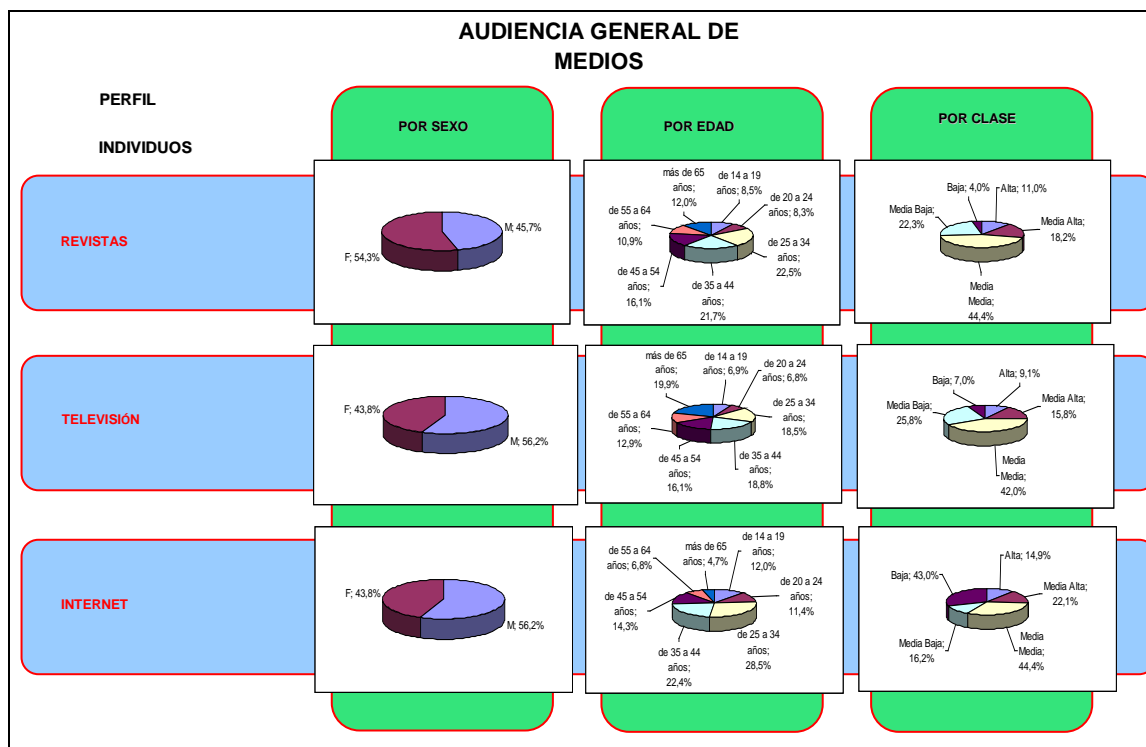 AUDIENCIA GENERAL DE
MEDIOS
PERFIL
INDIVIDUOS
POR SEXO
POR EDAD
POR CLASE
REVISTAS
F; 54,3%
M; 45,7%
más de 65
años;
12,0%
de 14 a 19
años; 8,5%
de 20 a 24
años; 8,3%
de 25 a 34
años;
22,5%
de 35 a 44
años;
21,7%
de 45 a 54
años;
16,1%
de 55 a 64
años;
10,9%
Baja; 4,0%
Alta; 11,0%
Media Alta;
18,2%
Media
Media;
44,4%
Media Baja;
22,3%
TELEVISIÓN
F; 43,8%
M; 56,2%
más de 65
años;
19,9%
de 14 a 19
años; 6,9%
de 20 a 24
años; 6,8%
de 25 a 34
años;
18,5%
de 35 a 44
años;
18,8%
de 45 a 54
años;
16,1%
de 55 a 64
años;
12,9%
Baja; 7,0%
Alta; 9,1%
Media Alta;
15,8%
Media
Media;
42,0%
Media Baja;
25,8%
INTERNET
F; 43,8%
M; 56,2%
más de 65
años; 4,7%
de 14 a 19
años;
12,0%
de 20 a 24
años;
11,4%
de 25 a 34
años;
28,5%
de 35 a 44
años;
22,4%
de 45 a 54
años;
14,3%
de 55 a 64
años; 6,8%
Baja; 43,0%
Alta; 14,9%
Media Alta;
22,1%
Media
Media;
44,4%
Media Baja;
16,2%